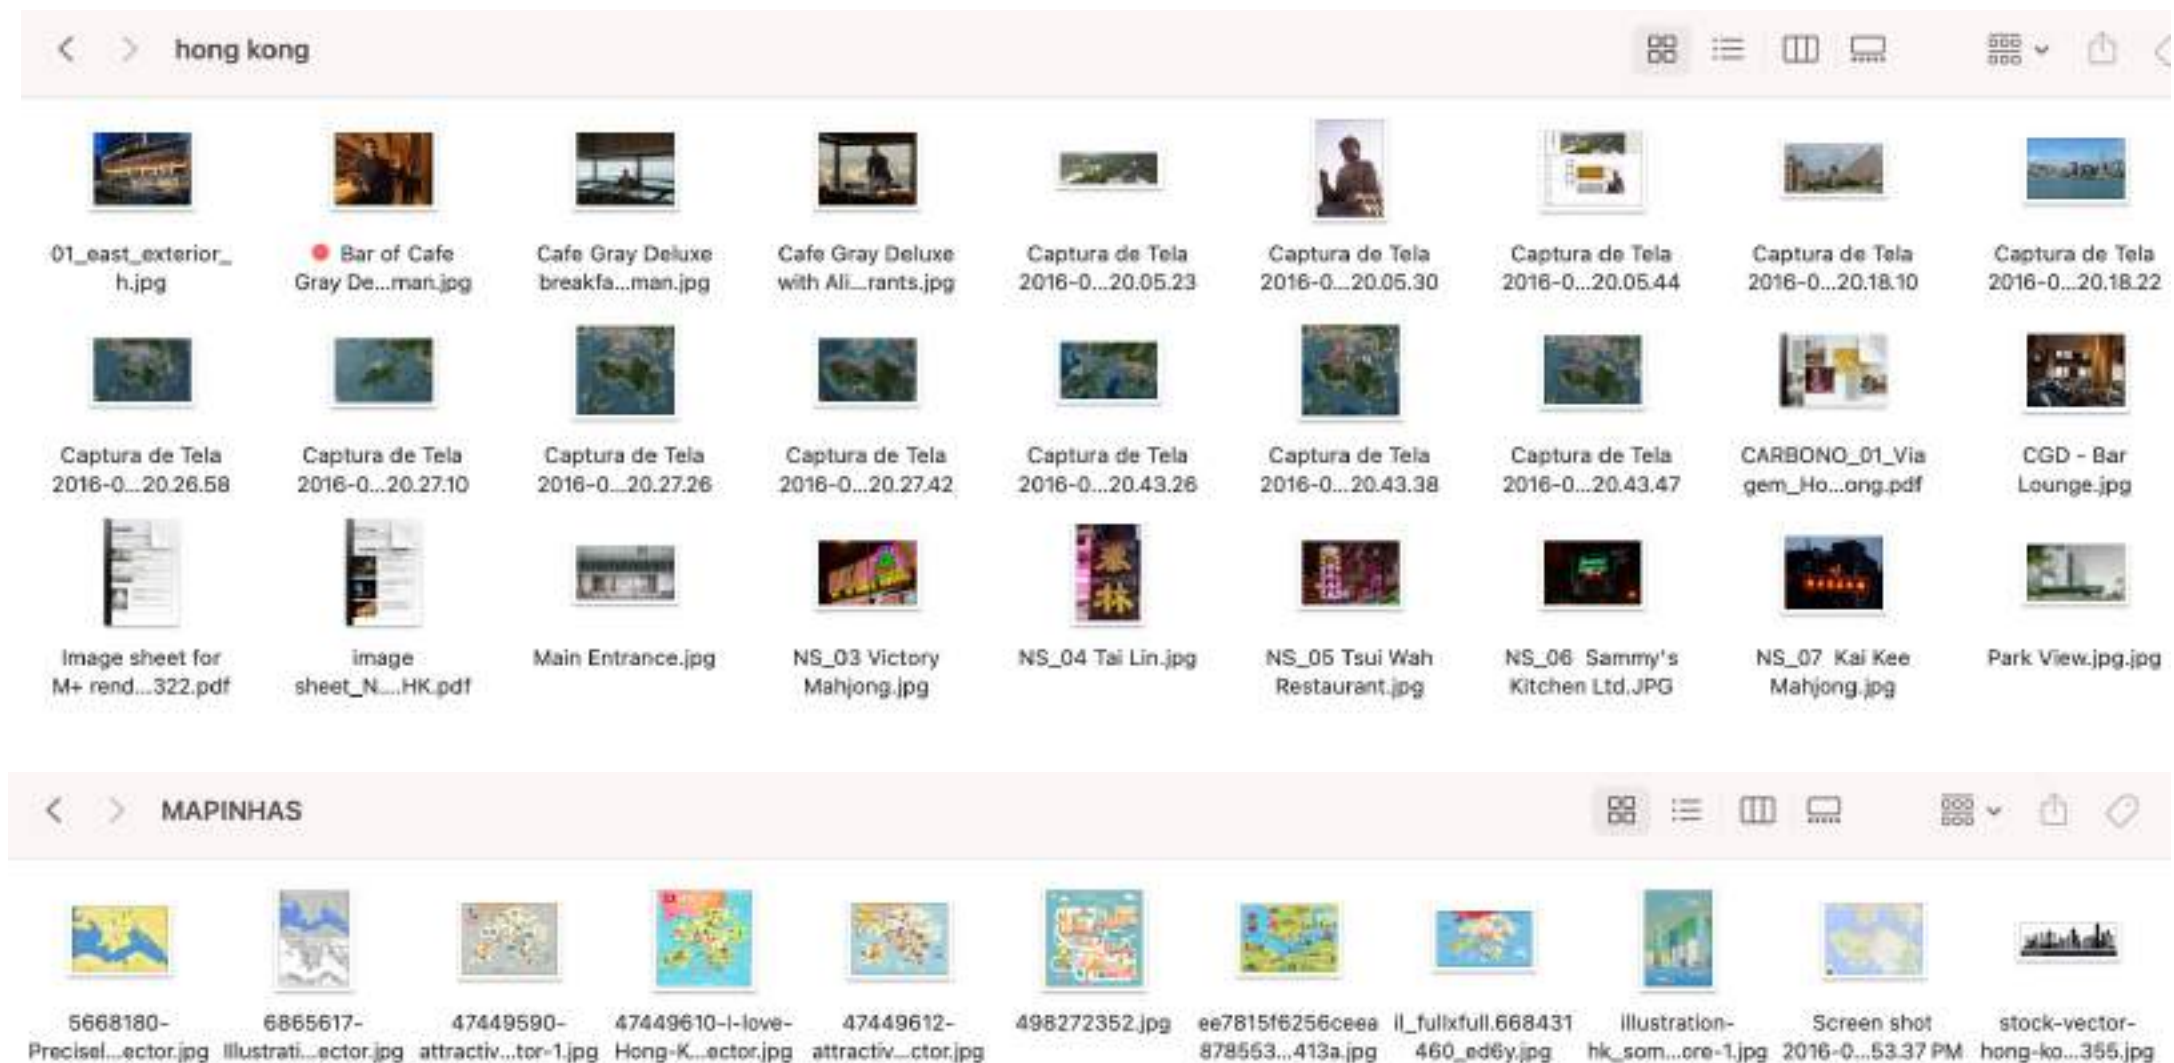 hong kong
01_east_exterior_ Bar of Cafe Cafe Gray Deluxe Cafe Gray Deluxe Captura de Tela Captura de Tela Captura de Tela Captura de Tela Captura de Tela
h.jpg Gray De...man.jpg breakfa...man.jpg with Ali...rants.jpg 2016-0...20.05.23 2016-0...20.05.30 2016-0...20.05.44 2016-0...20.18.10 2016-0...20.18.22
Captura de Tela Captura de Tela Captura de Tela Captura de Tela Captura de Tela Captura de Tela Captura de Tela CARBONO_01_Via CGD - Bar
2016-0...20.26.58 2016-0...20.27.10 2016-0...20.27.26 2016-0...20.27.42 2016-0...20.43.26 2016-0...20.43.38 2016-0...20.43.47 gem_Ho...ong.pdf Lounge.jpg
慕
林
Image sheet for image Main Entrance.jpg NS_03 Victory NS_04 Tai Lin.jpg NS_05 Tsui Wah NS_06 Sammy's NS_07 Kai Kee Park View.jpg.jpg
M+ rend...322.pdf sheet_N....HK.pdf Mahjong.jpg Restaurant.jpg Kitchen Ltd.JPG Mahjong.jpg
MAPINHAS
5668180- 6865617- 47449590- 47449610-I-love- 47449612- 498272352.jpg ee7815f6256ceea il_fullxfull.668431 illustration- Screen shot stock-vector-
Precisel...ector.jpg Illustrati...ector.jpg attractiv...tor-1.jpg Hong-K...ector.jpg attractiv...ctor.jpg 878553...413a.jpg 460_ed6y.jpg hk_som...ore-1.jpg 2016-0...53.37 PM hong-ko...355.jpg